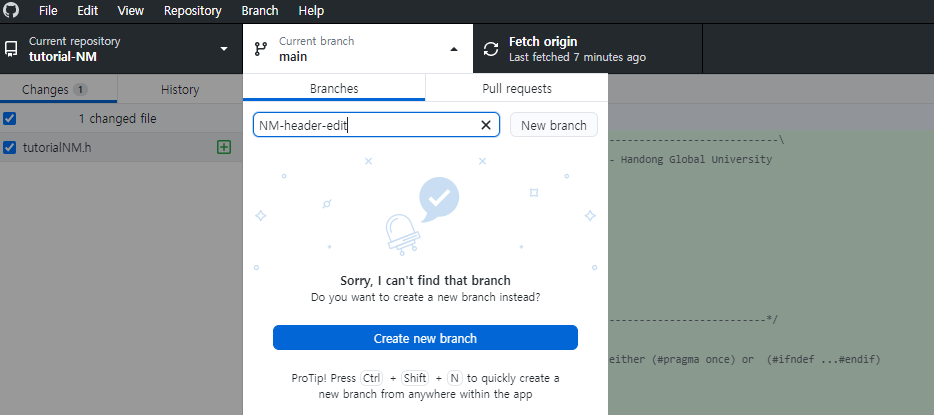 File Edit View Repository Branch Help
Current repository
tutorial-NM
Current branch
main
Fetch origin
Last fetched 7 minutes ago
Changes 1
History
Branches
Pull requests
1 changed file
NM-header-edit
New branch
tutorialNM.h
----------------------------\
- Handong Global University
Sorry, I can't find that branch
Do you want to create a new branch instead?
--------------------------*/
Create new branch
either (#pragma once) or (#ifndef ...#endif)
ProTip! Press Ctrl + Shift + N to quickly create a
new branch from anywhere within the app